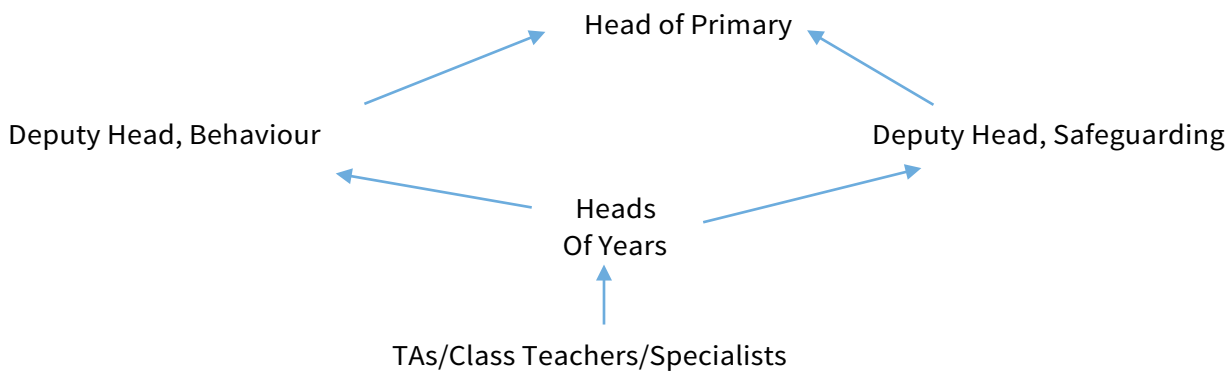 Head of Primary
Deputy Head, Behaviour
Deputy Head, Safeguarding
Heads
Of Years
TAs/Class Teachers/Specialists